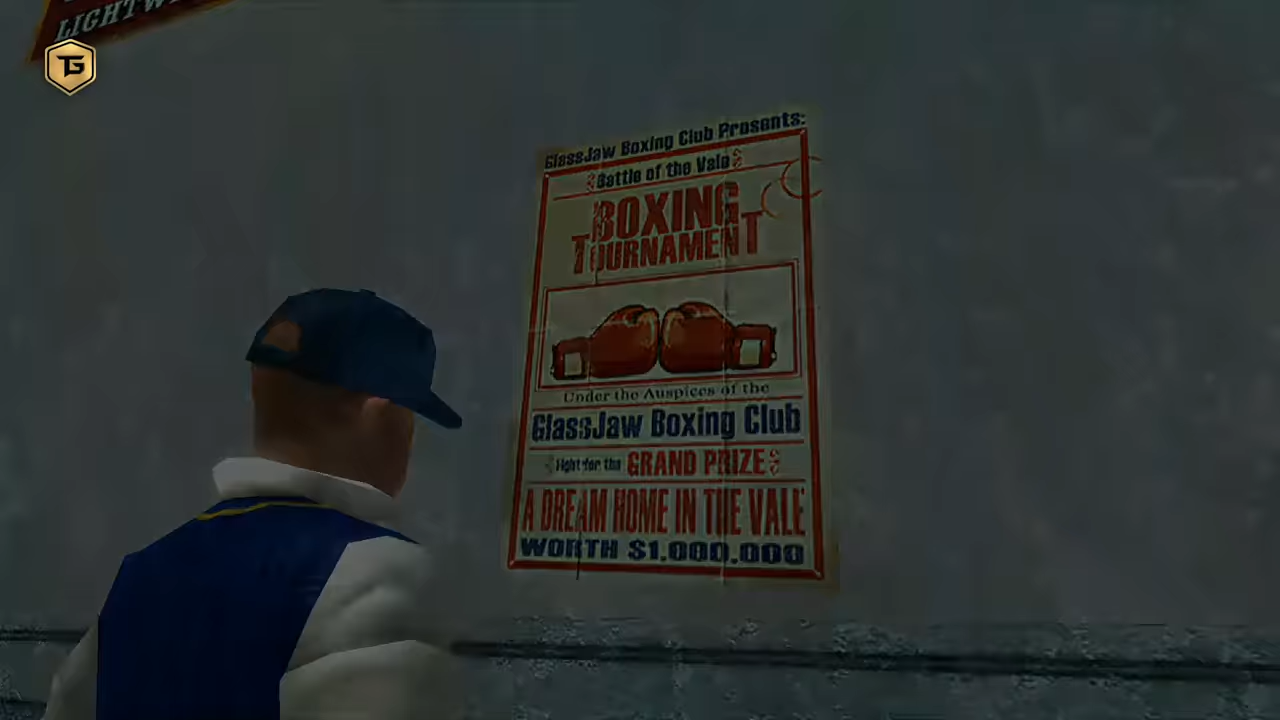 LIGHTW
TG
GlassJaw Boxing Club Presents:
Battle of the Vale
BOXING
TOURNAMENT
Under the Auspices of the
GlassJaw Boxing Club
Fight for the GRAND PRIZE
A DREAM HOME IN THE VALE
WORTH $1,000,000